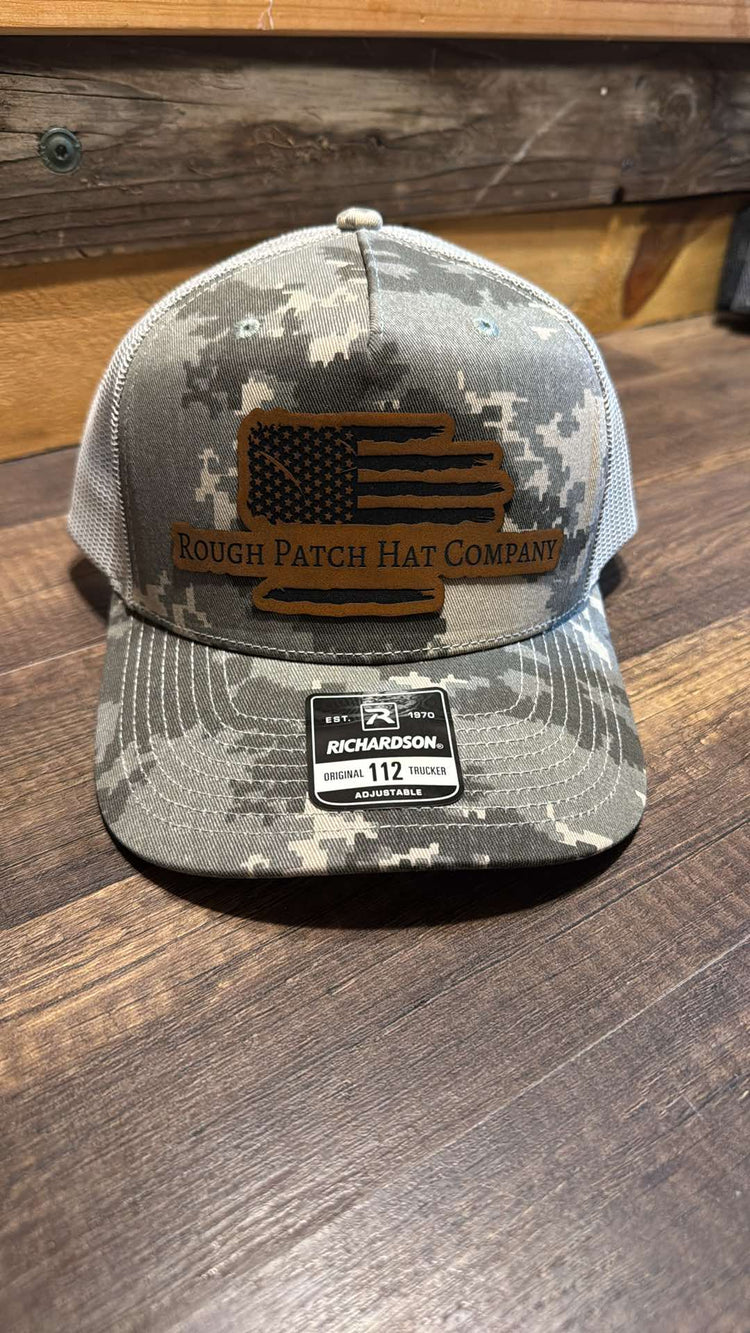 ROUGH PATCH HAT COMPANY
EST. R 1970
RICHARDSON®
ORIGINAL 112 TRUCKER
ADJUSTABLE